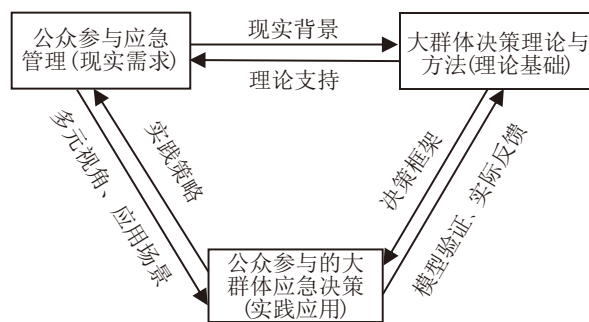 公众参与应急
管理(现实需求)
现实背景
大群体决策理论与
方法(理论基础)
理论支持
多元视角、应用场景
实践策略
决策框架
模型验证、实际反馈
公众参与的大
群体应急决策
(实践应用)